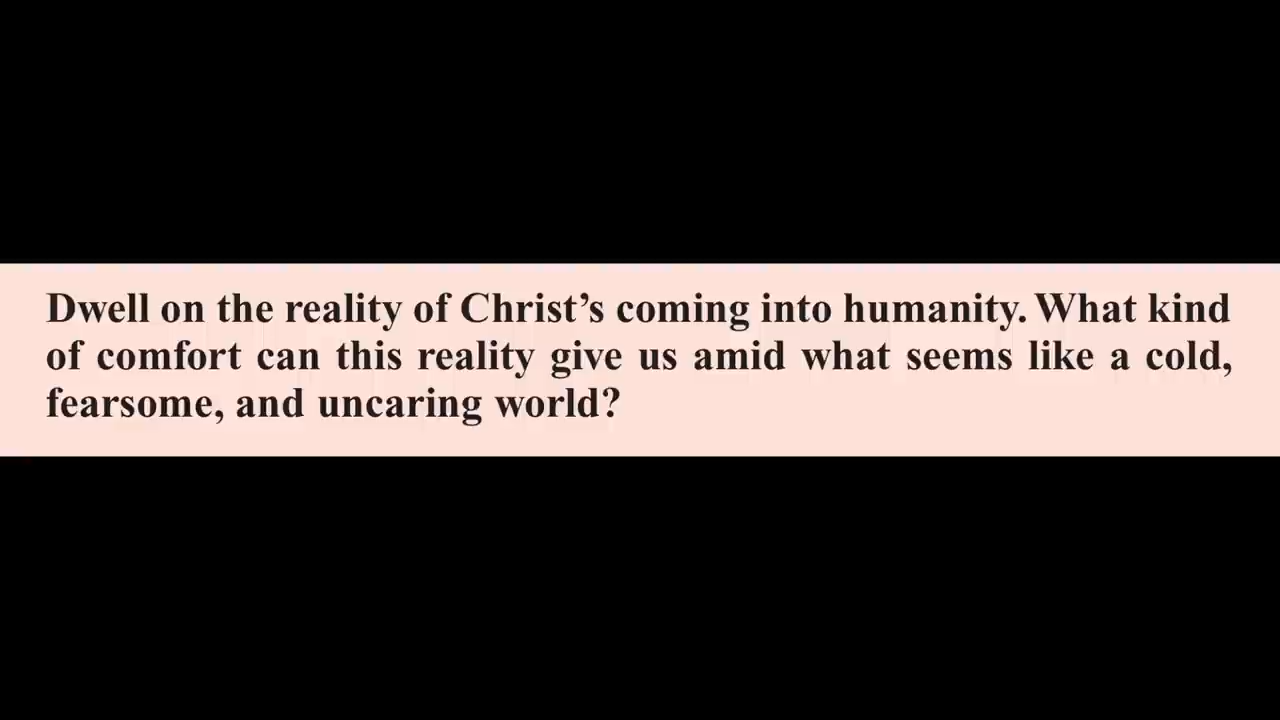 Dwell on the reality of Christ’s coming into humanity. What kind
of comfort can this reality give us amid what seems like a cold,
fearsome, and uncaring world?